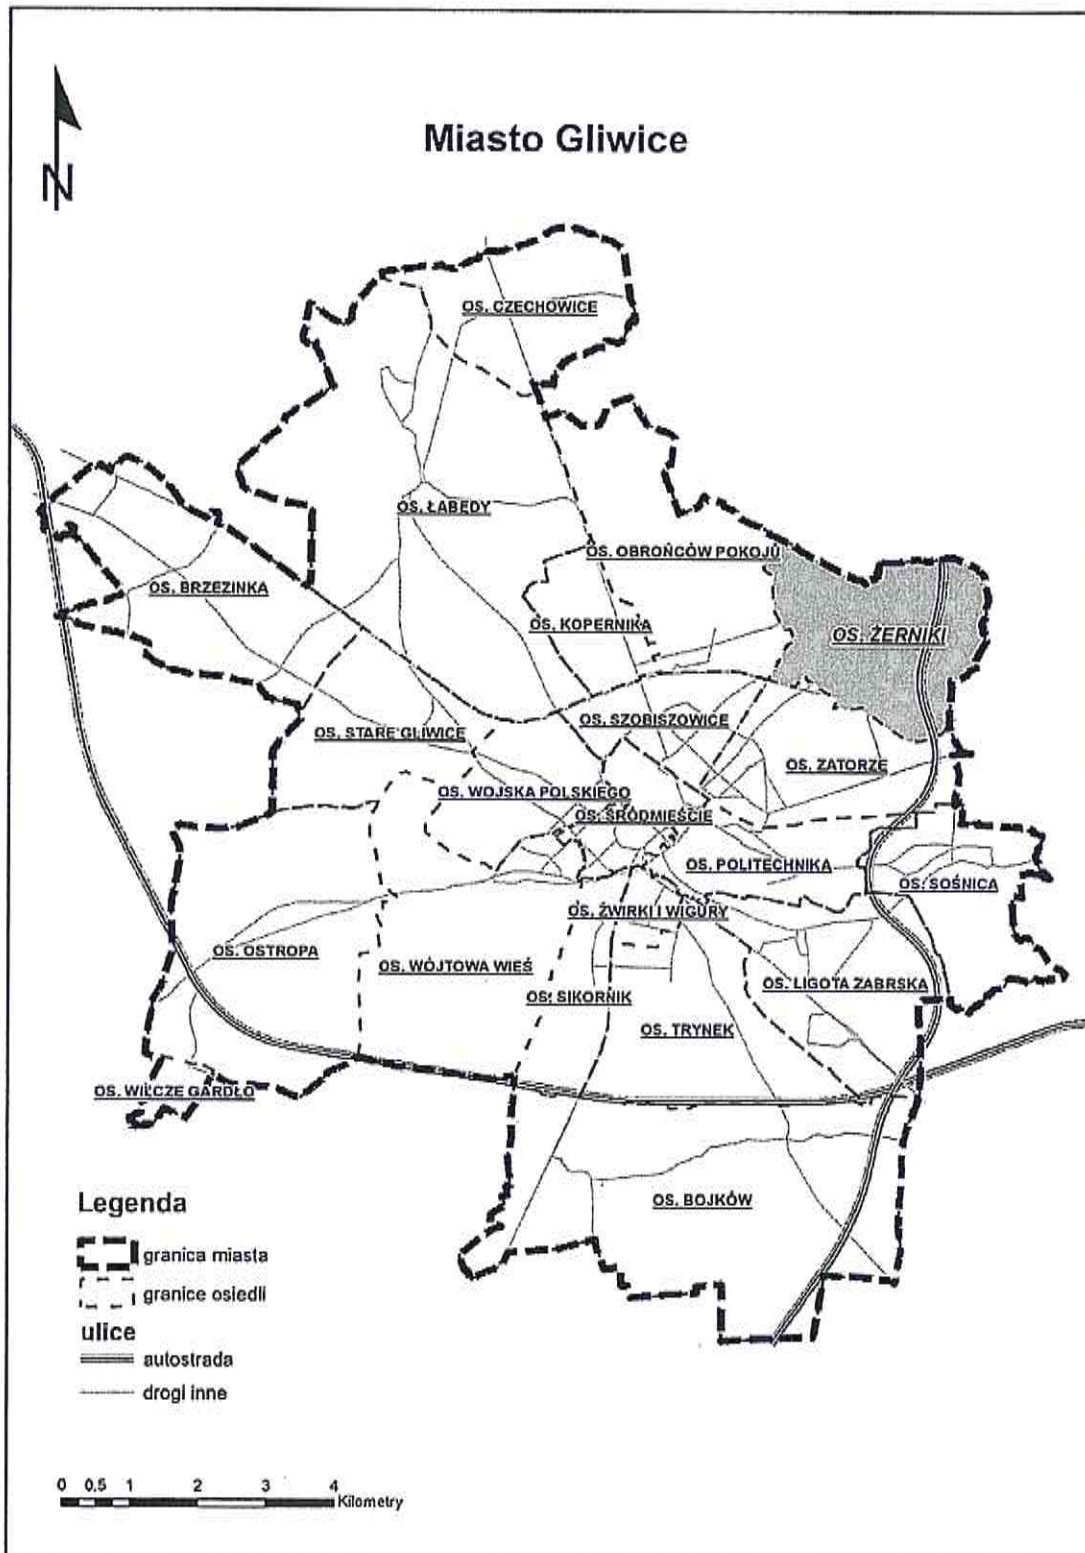 Miasto Gliwice
N
OS. CZECHOWICE
OS. ŁABĘDY
OS. OBROŃCÓW POKOJU
OS. BRZEZINKA
OS. KOPERNIKA
OS. ŻERNIKI
OS. SZOBISZOWICE
OS. STARE GLIWICE
OS. ZATORZE
OS. WOJSKA POLSKIEGO
OS. ŚRÓDMIEŚCIE
OS. POLITECHNIKA
OS. SOŚNICA
OS. ŻWIRKI I WIGURY
OS. OSTROPA
OS. WÓJTOWA WIEŚ
OS. LIGOTA ZABRSKA
OS. SIKORNIK
OS. TRYNEK
OS. WILCZE GARDŁO
OS. BOJKÓW
Legenda
granica miasta
granice osiedli
ulice
autostrada
drogi inne
0 0.5 1 2 3 4
Kilometry